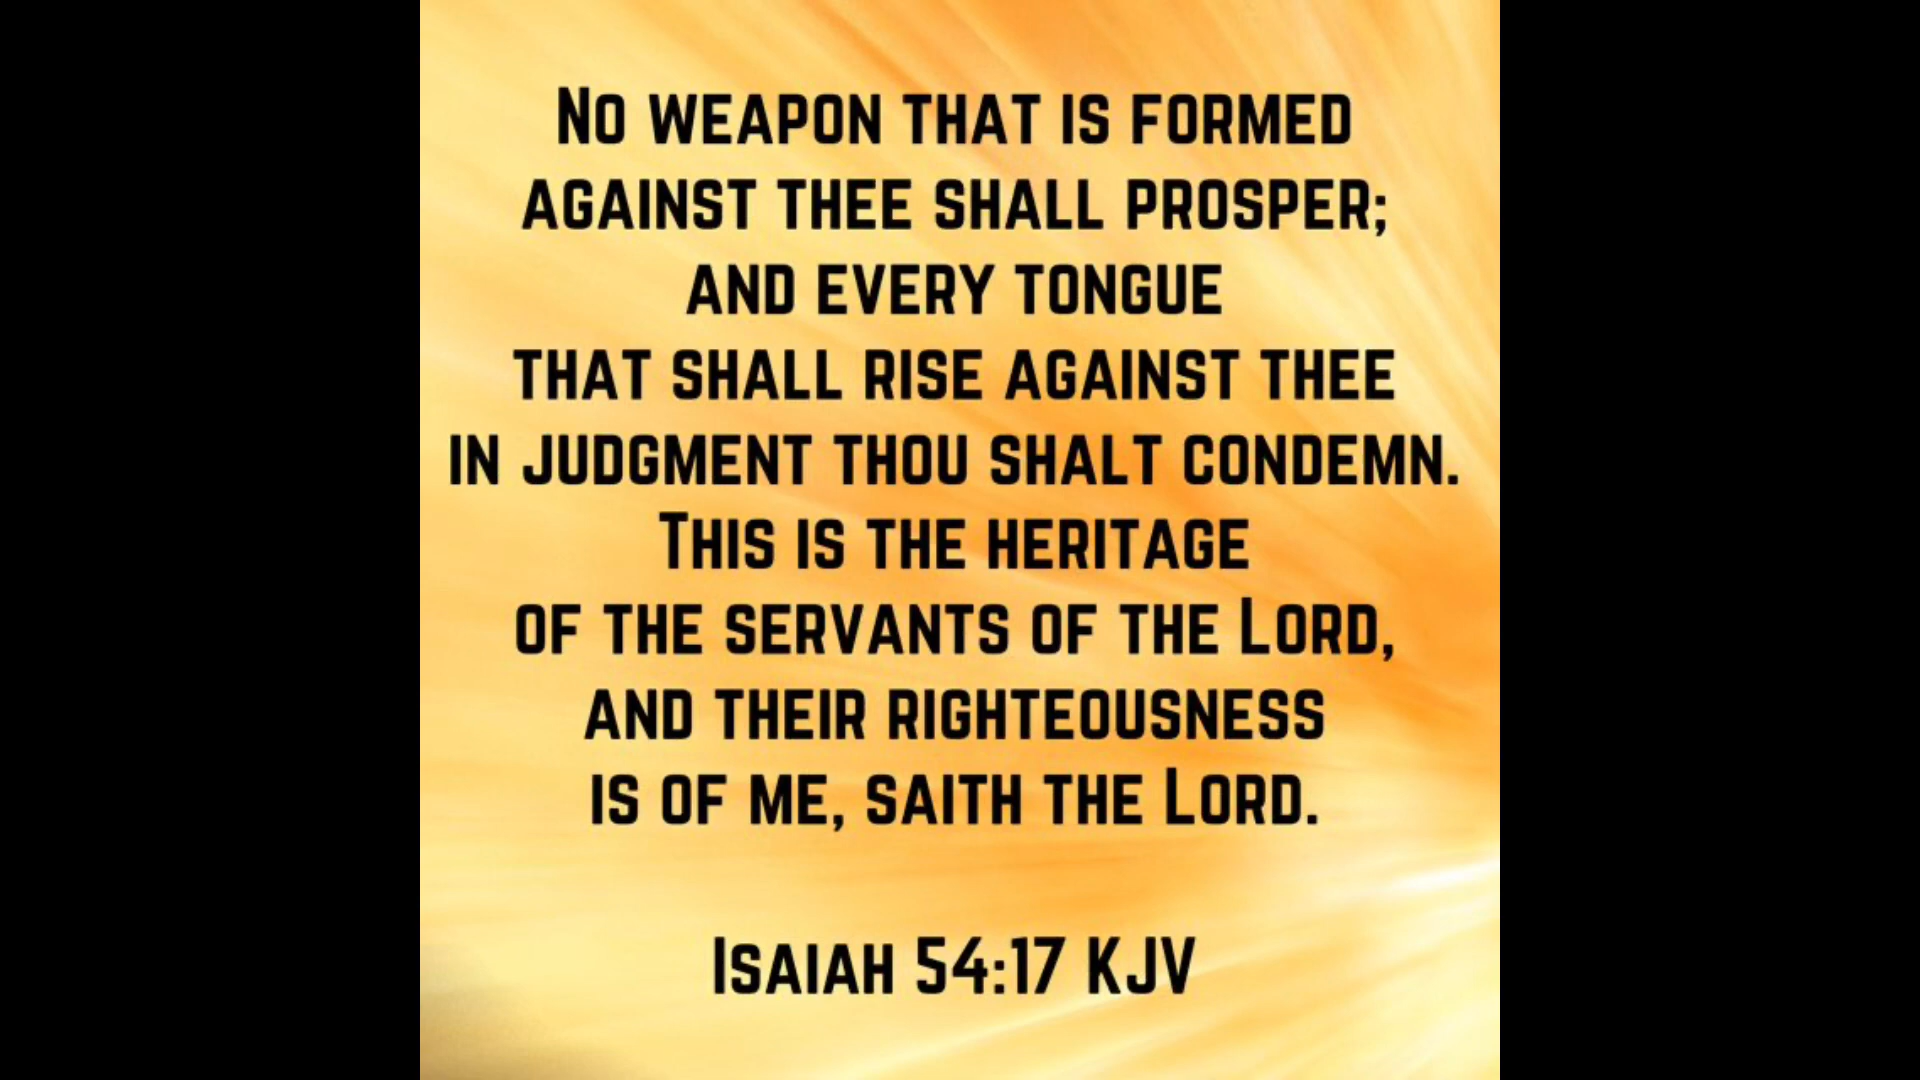 No weapon that is formed
against thee shall prosper;
and every tongue
that shall rise against thee
in judgment thou shalt condemn.
This is the heritage
of the servants of the Lord,
and their righteousness
is of me, saith the Lord.
Isaiah 54:17 KJV